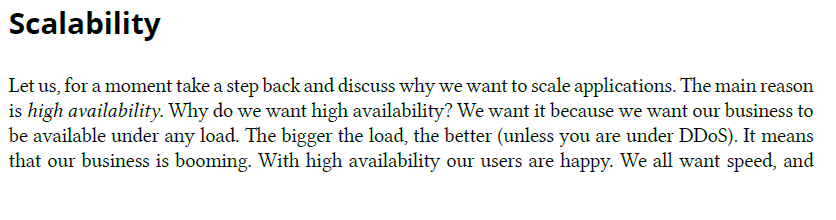 Scalability
Let us, for a moment take a step back and discuss why we want to scale applications. The main reason
is high availability. Why do we want high availability? We want it because we want our business to
be available under any load. The bigger the load, the better (unless you are under DDoS). It means
that our business is booming. With high availability our users are happy. We all want speed, and